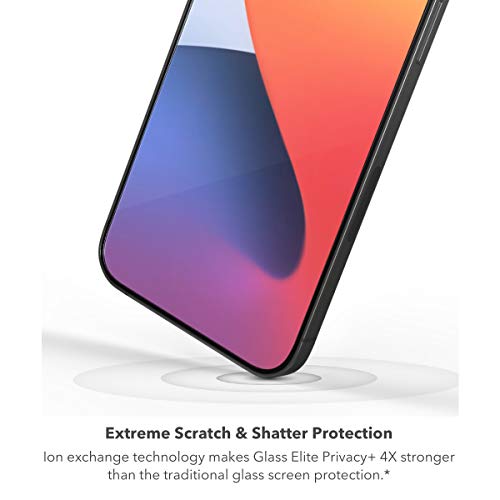 Extreme Scratch & Shatter Protection
Ion exchange technology makes Glass Elite Privacy+ 4X stronger
than the traditional glass screen protection.*